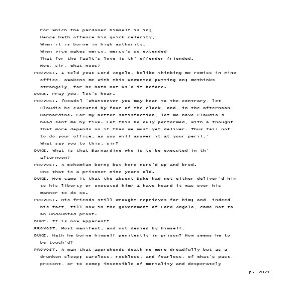 for which the pardoner himself is in;
Hence hath offence his quick celerity,
When it is borne in high authority.
When vice makes mercy, mercy's so extended
That for the fault's love is th' offender friended.
Now, sir, what news?
PROVOST. I told you: Lord Angelo, belike thinking me remiss in mine
office, awakens me with this unwonted putting-on; methinks
strangely, for he hath not us'd it before.
DUKE. Pray you, let's hear.
PROVOST. [Reads] 'Whatsoever you may hear to the contrary, let
Claudio be executed by four of the clock, and, in the afternoon,
Barnardine. For my better satisfaction, let me have Claudio's
head sent me by five. Let this be duly performed, with a thought
that more depends on it than we must yet deliver. Thus fail not
to do your office, as you will answer it at your peril.'
What say you to this, sir?
DUKE. What is that Barnardine who is to be executed in th'
afternoon?
PROVOST. A Bohemian born; but here nurs'd up and bred.
One that is a prisoner nine years old.
DUKE. How came it that the absent Duke had not either deliver'd him
to his liberty or executed him? I have heard it was ever his
manner to do so.
PROVOST. His friends still wrought reprieves for him; and, indeed,
his fact, till now in the government of Lord Angelo, came not to
an undoubted proof.
DUKE. It is now apparent?
PROVOST. Most manifest, and not denied by himself.
DUKE. Hath he borne himself penitently in prison? How seems he to
be touch'd?
PROVOST. A man that apprehends death no more dreadfully but as a
drunken sleep; careless, reckless, and fearless, of what's past,
present, or to come; insensible of mortality and desperately